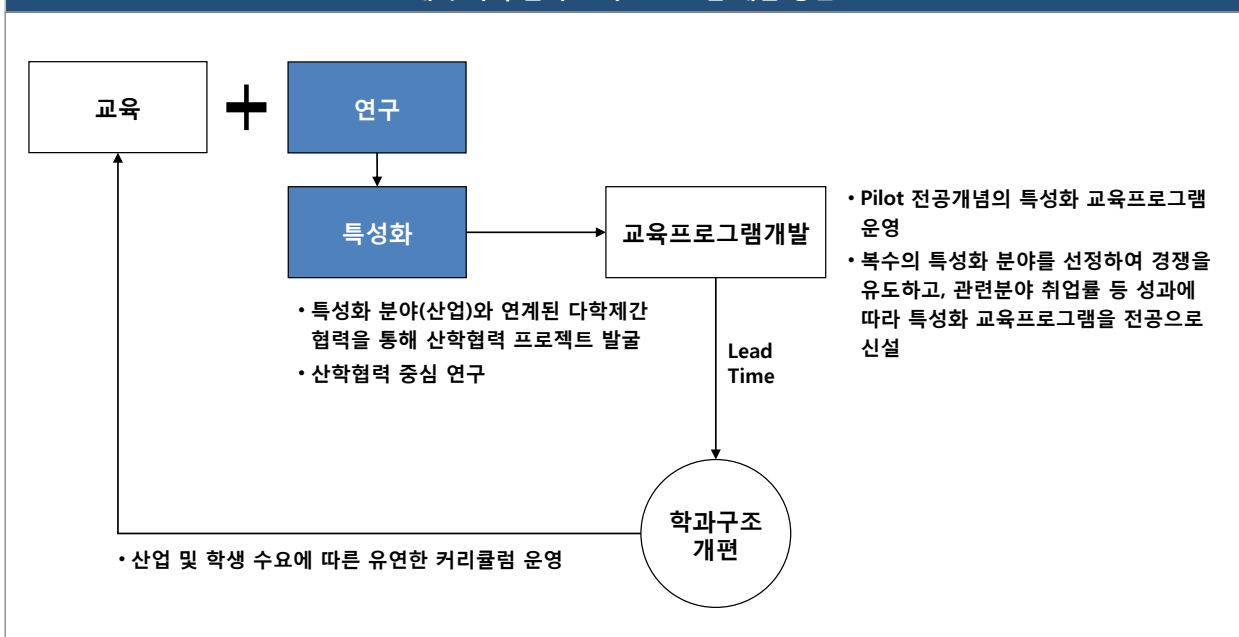 교육
연구
특성화
교육프로그램개발
• Pilot 전공개념의 특성화 교육프로그램
운영
• 복수의 특성화 분야를 선정하여 경쟁을
유도하고, 관련분야 취업률 등 성과에
따라 특성화 교육프로그램을 전공으로
신설
• 특성화 분야(산업)와 연계된 다학제간
협력을 통해 산학협력 프로젝트 발굴
• 산학협력 중심 연구
Lead
Time
학과구조
개편
• 산업 및 학생 수요에 따른 유연한 커리큘럼 운영